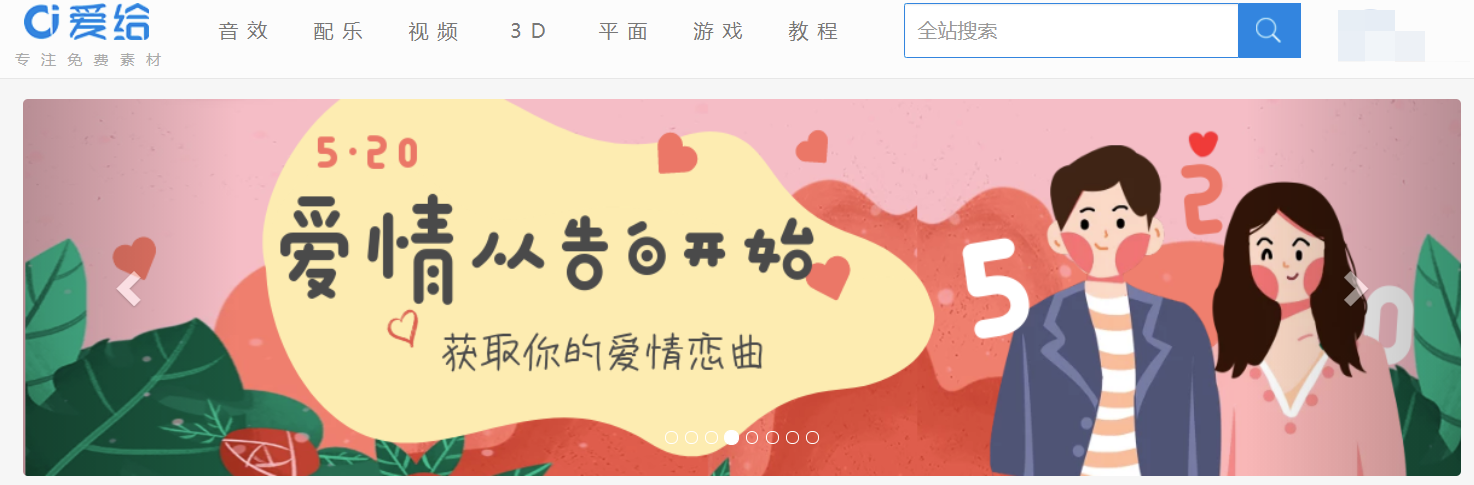 爱给
专注免费素材
音效 配乐 视频 3D 平面 游戏 教程
全站搜索
5·20
爱情从告白开始
获取你的爱情恋曲
5 2 0